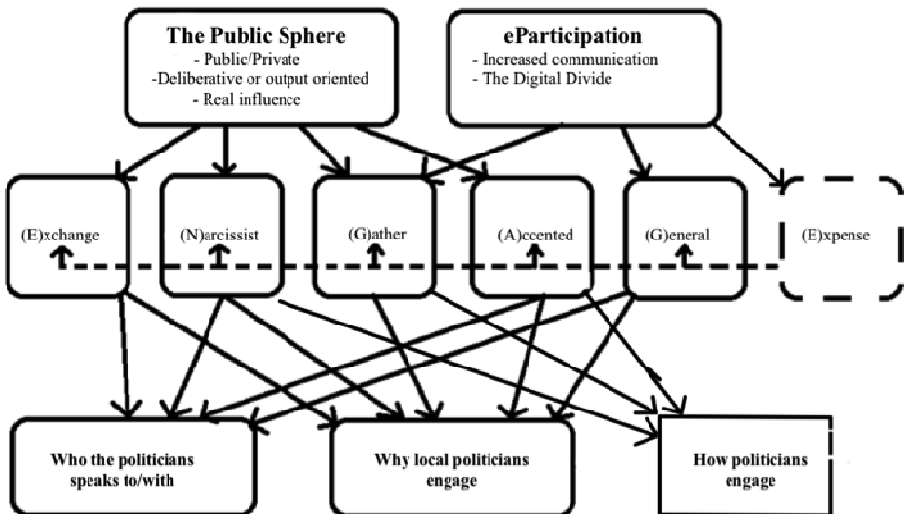 The Public Sphere
- Public/Private
-Deliberative or output oriented
- Real influence
eParticipation
- Increased communication
- The Digital Divide
(E)xchange
(N)arcissist
(G)ather
(A)ccented
(G)eneral
(E)xpense
Who the politicians
speaks to/with
Why local politicians
engage
How politicians
engage